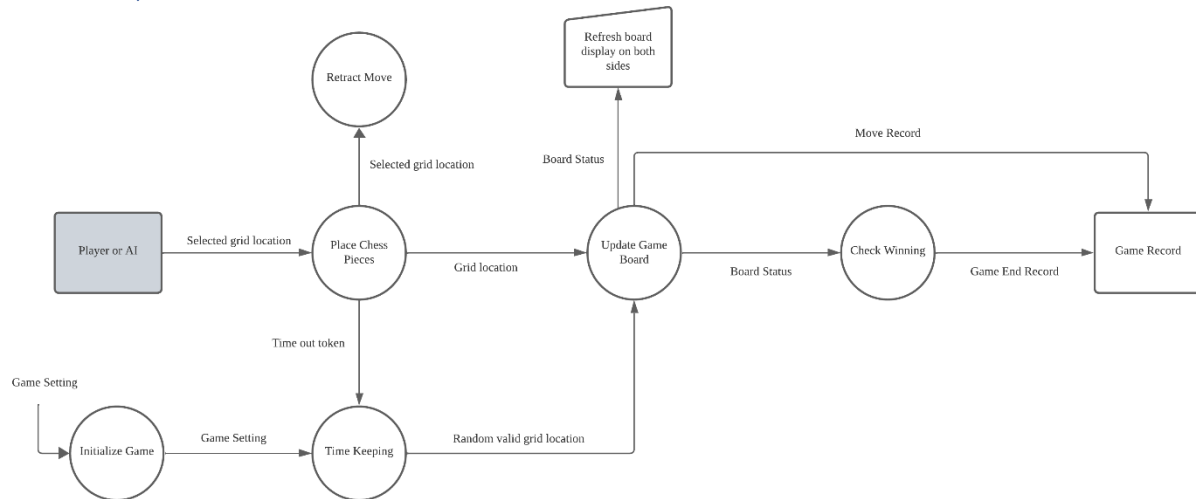 Refresh board
display on both
sides
Retract Move
Move Record
Selected grid location
Board Status
Player or AI
Selected grid location
Place Chess
Pieces
Grid location
Update Game
Board
Board Status
Check Winning
Game End Record
Game Record
Time out token
Game Setting
Initialize Game
Game Setting
Time Keeping
Random valid grid location